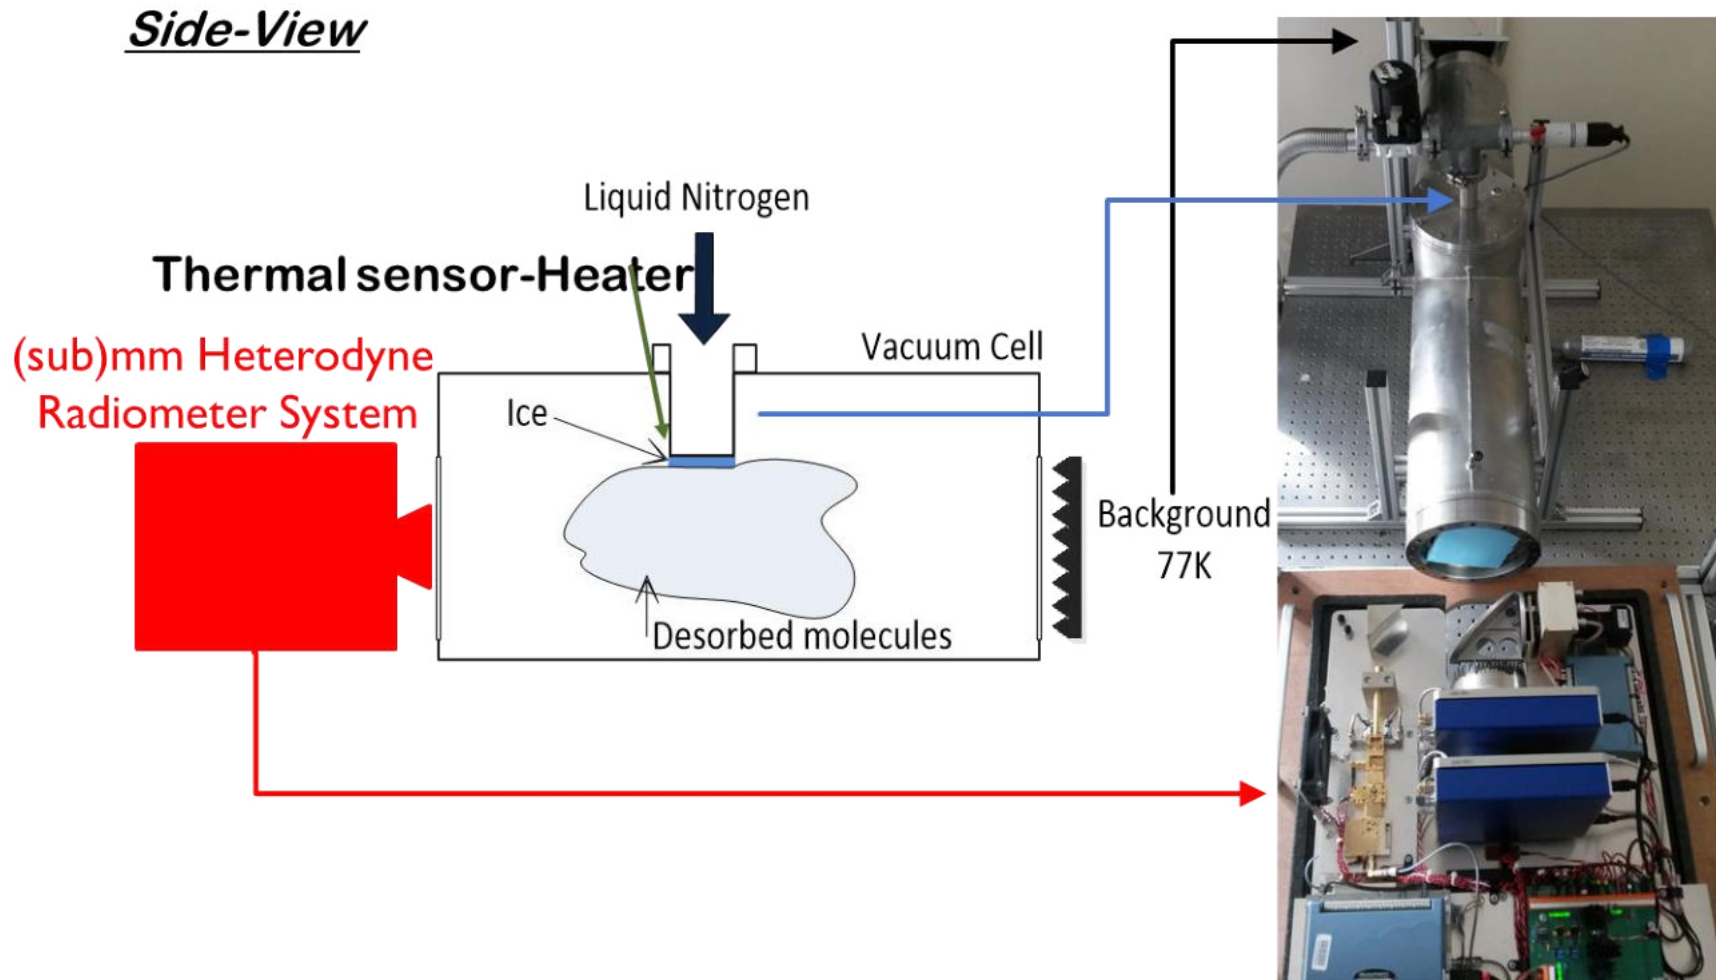 Side-View
Liquid Nitrogen
Thermal sensor-Heater
(sub)mm Heterodyne
Radiometer System
Vacuum Cell
Ice
Background
77K
Desorbed molecules